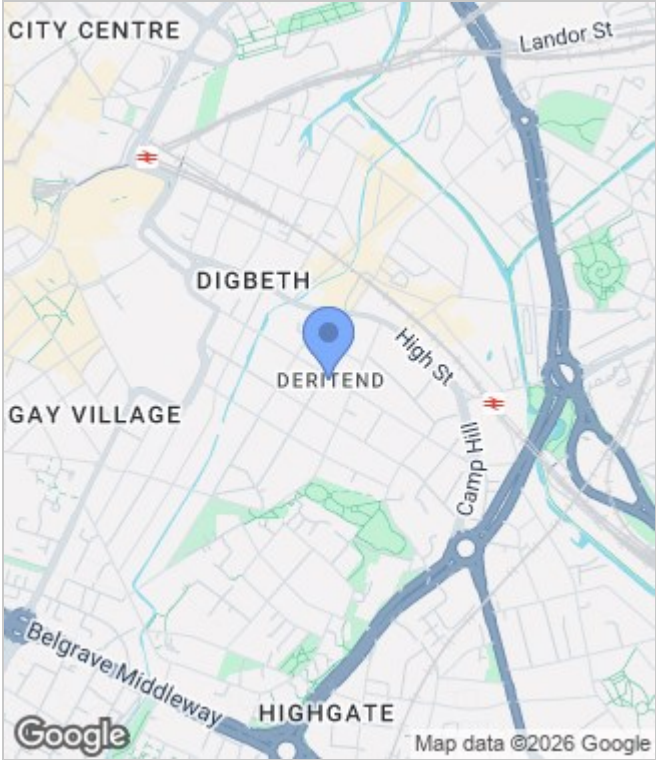 CITY CENTRE
Landor St
DIGBETH
High St
DERITEND
GAY VILLAGE
Camp Hill
Belgrave Middleway
HIGHGATE
Google
Map data ©2026 Google